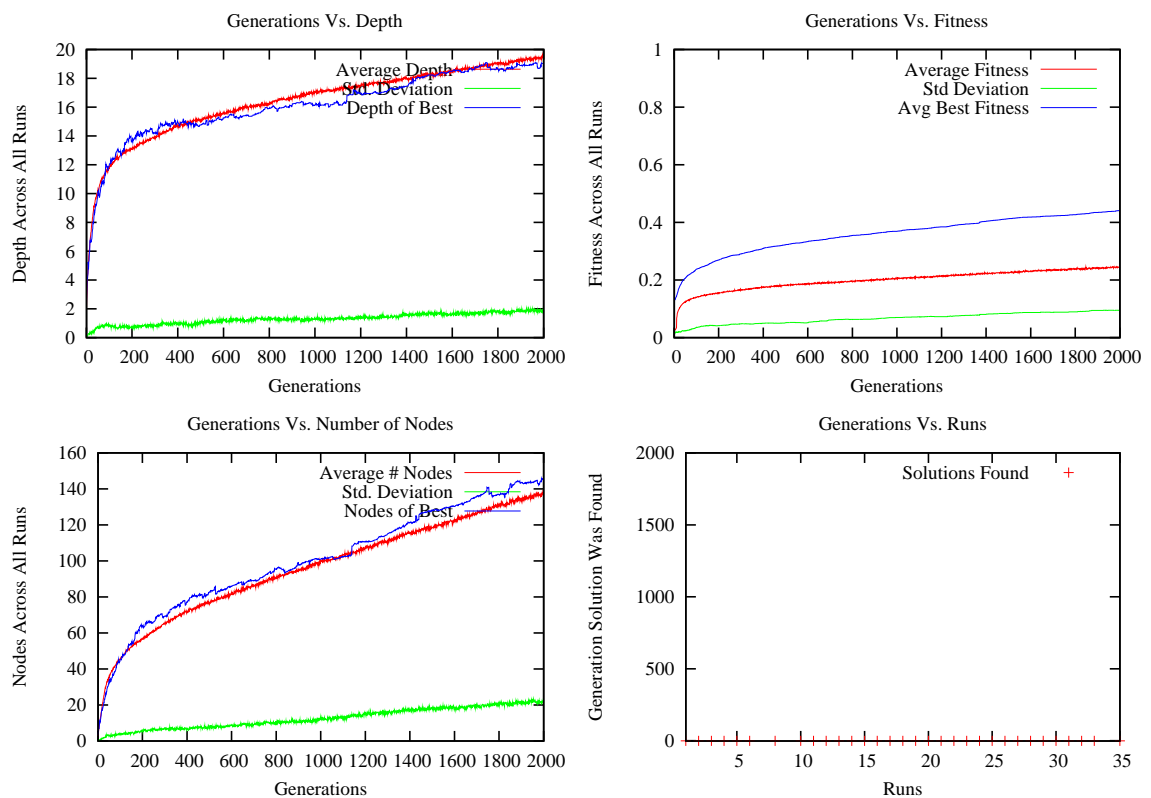 Generations Vs. Depth
Depth Across All Runs
20
18
16
14
12
10
8
6
4
2
0
Average Depth
Std. Deviation
Depth of Best
0 200 400 600 800 1000 1200 1400 1600 1800 2000
Generations
Generations Vs. Fitness
Fitness Across All Runs
1
0.8
0.6
0.4
0.2
0
Average Fitness
Std Deviation
Avg Best Fitness
0 200 400 600 800 1000 1200 1400 1600 1800 2000
Generations
Generations Vs. Number of Nodes
Nodes Across All Runs
160
140
120
100
80
60
40
20
0
Average # Nodes
Std. Deviation
Nodes of Best
0 200 400 600 800 1000 1200 1400 1600 1800 2000
Generations
Generations Vs. Runs
Generation Solution Was Found
2000
1500
1000
500
0
Solutions Found
5 10 15 20 25 30 35
Runs